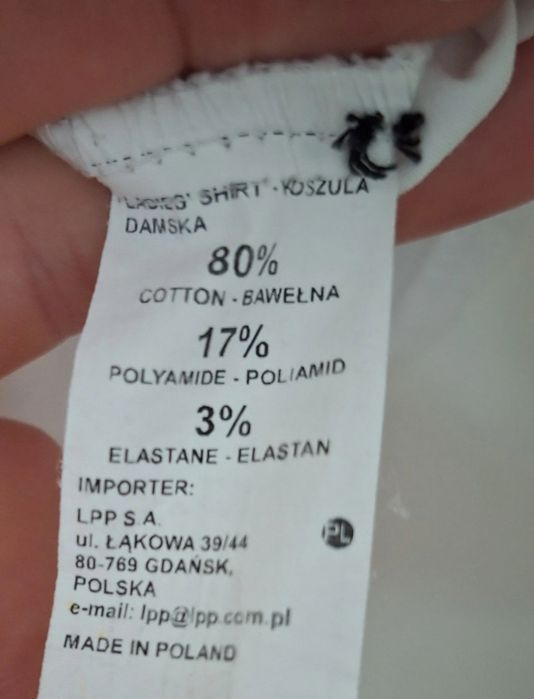 LADIES' SHIRT - KOSZULA
DAMSKA
80%
COTTON - BAWEŁNA
17%
POLYAMIDE - POLIAMID
3%
ELASTANE - ELASTAN
IMPORTER:
LPP S.A.
ul. ŁĄKOWA 39/44
80-769 GDAŃSK,
POLSKA
PL
e-mail: lpp@lpp.com.pl
MADE IN POLAND